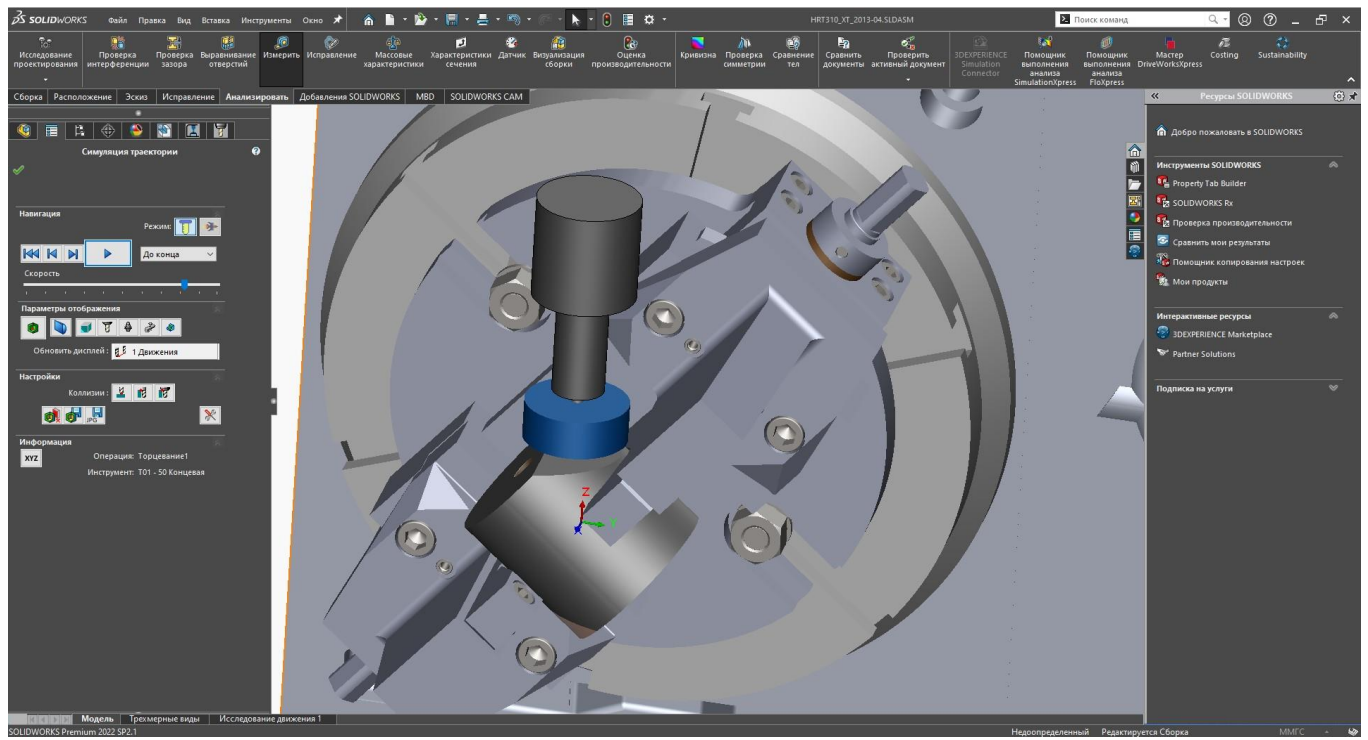 SOLIDWORKS Файл Правка Вид Вставка Инструменты Окно HRT310_XT_2013-04.SLDASM Поиск команд
Исследование проектирования
Проверка интерференции
Проверка зазора
Выравнивание отверстий
Измерить
Исправление
Массовые характеристики
Характеристики сечения
Датчик
Визуализация сборки
Оценка производительности
Кривизна
Проверка симметрии
Сравнение тел
Сравнить документы
Проверить активный документ
3DEXPERIENCE Simulation Connector
Помощник выполнения анализа SimulationXpress
Помощник выполнения анализа FloXpress
Мастер DriveWorksXpress
Costing
Sustainability
Сборка Расположение Эскиз Исправление Анализировать Добавления SOLIDWORKS MBD SOLIDWORKS CAM
Симуляция траектории
Навигация
Режим:
До конца
Скорость
Параметры отображения
Обновить дисплей : 1 Движения
Настройки
Коллизии :
JPG
Информация
XYZ
Операция: Торцевание1
Инструмент: T01 - 50 Концевая
Z
Y
X
Ресурсы SOLIDWORKS
Добро пожаловать в SOLIDWORKS
Инструменты SOLIDWORKS
Property Tab Builder
SOLIDWORKS Rx
Проверка производительности
Сравнить мои результаты
Помощник копирования настроек
Мои продукты
Интерактивные ресурсы
3DEXPERIENCE Marketplace
Partner Solutions
Подписка на услуги
Модель Трехмерные виды Исследование движения 1
SOLIDWORKS Premium 2022 SP2.1 Недоопределенный Редактируется Сборка ММГС